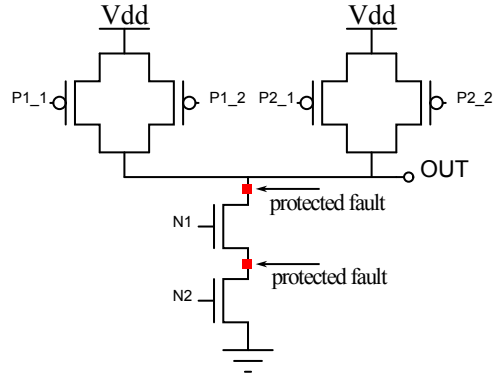 Vdd
Vdd
P1_1
P1_2
P2_1
P2_2
OUT
protected fault
N1
protected fault
N2